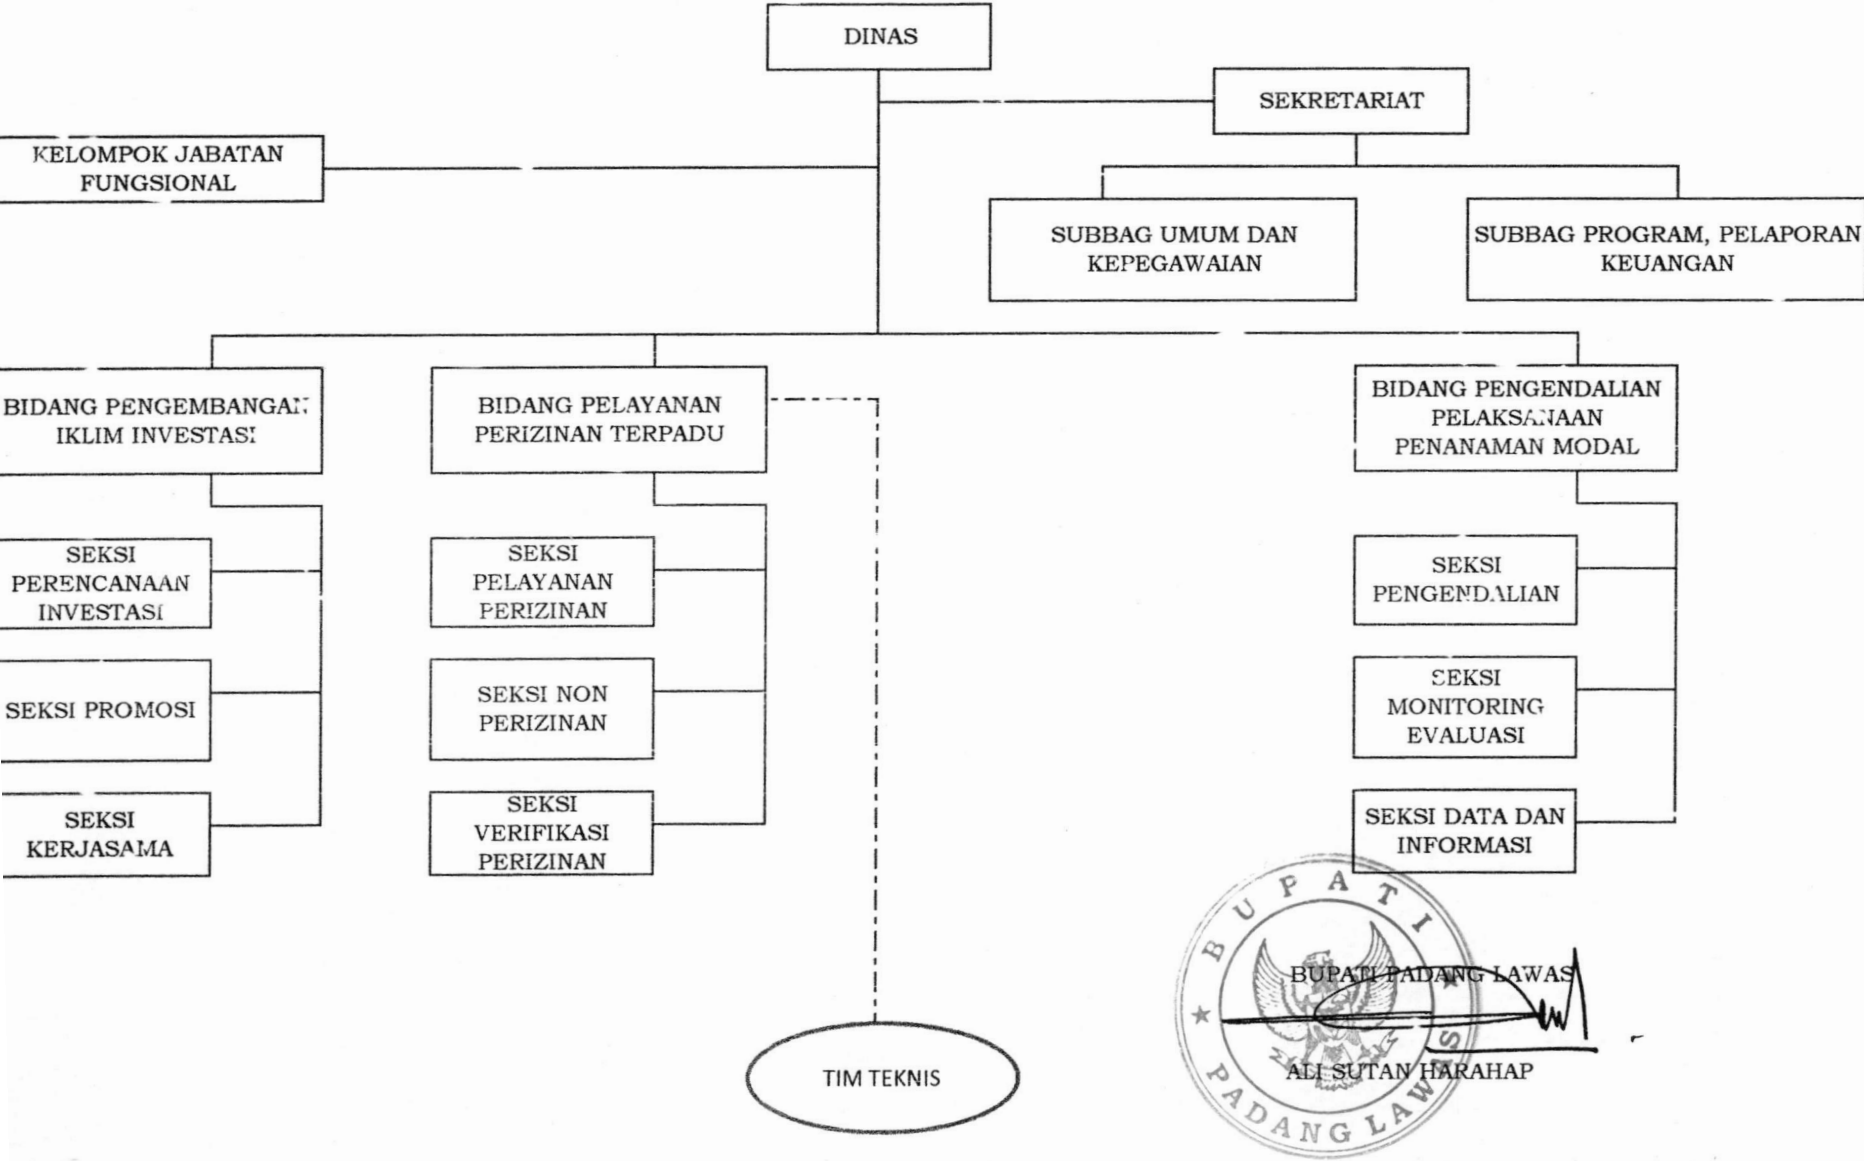 DINAS
SEKRETARIAT
KELOMPOK JABATAN
FUNGSIONAL
SUBBAG UMUM DAN
KEPEGAWAIAN
SUBBAG PROGRAM, PELAPORAN
KEUANGAN
BIDANG PENGEMBANGAN
IKLIM INVESTASI
BIDANG PELAYANAN
PERIZINAN TERPADU
BIDANG PENGENDALIAN
PELAKSANAAN
PENANAMAN MODAL
SEKSI
PERENCANAAN
INVESTASI
SEKSI
PELAYANAN
PERIZINAN
SEKSI
PENGENDALIAN
SEKSI PROMOSI
SEKSI NON
PERIZINAN
SEKSI
MONITORING
EVALUASI
SEKSI
KERJASAMA
SEKSI
VERIFIKASI
PERIZINAN
SEKSI DATA DAN
INFORMASI
TIM TEKNIS
BUPATI
BUPATI PADANG LAWAS
ALI SUTAN HARAHAP
PADANG LAWAS